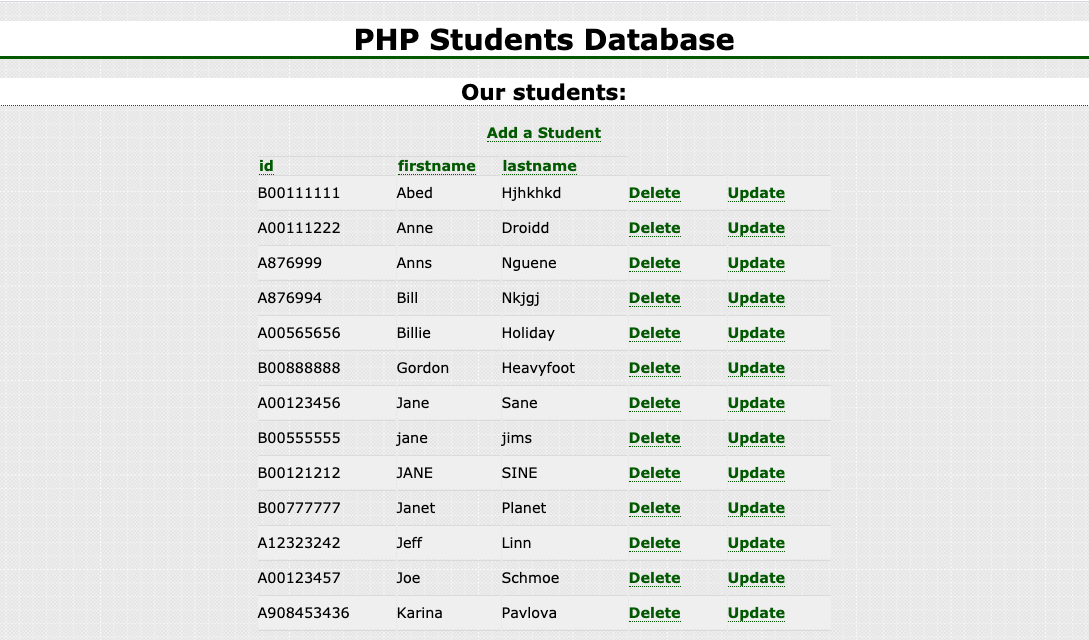 PHP Students Database
Our students:
Add a Student
id firstname lastname
B00111111 Abed Hjhkhkd Delete Update
A00111222 Anne Droidd Delete Update
A876999 Anns Nguene Delete Update
A876994 Bill Nkjgj Delete Update
A00565656 Billie Holiday Delete Update
B00888888 Gordon Heavyfoot Delete Update
A00123456 Jane Sane Delete Update
B00555555 jane jims Delete Update
B00121212 JANE SINE Delete Update
B00777777 Janet Planet Delete Update
A12323242 Jeff Linn Delete Update
A00123457 Joe Schmoe Delete Update
A908453436 Karina Pavlova Delete Update